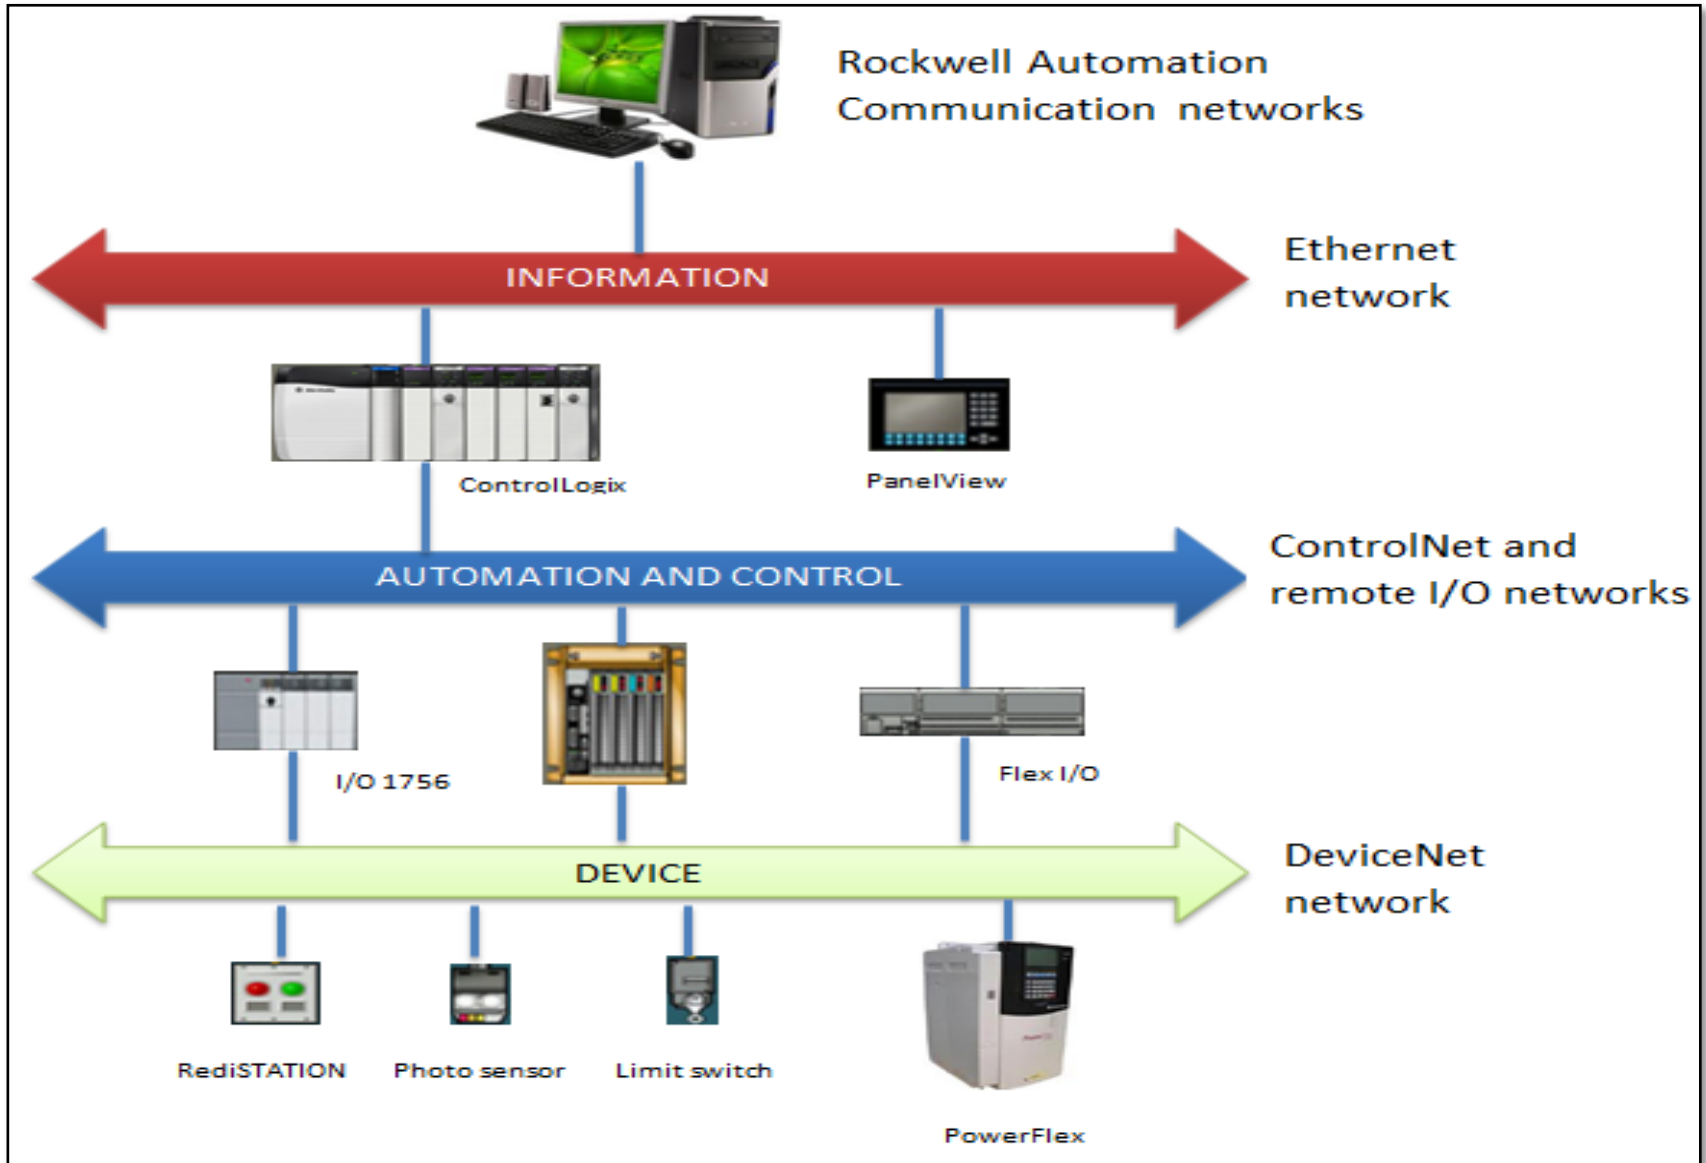 Rockwell Automation
Communication networks
INFORMATION
Ethernet
network
ControlLogix
PanelView
AUTOMATION AND CONTROL
ControlNet and
remote I/O networks
I/O 1756
Flex I/O
DEVICE
DeviceNet
network
RediSTATION
Photo sensor
Limit switch
PowerFlex